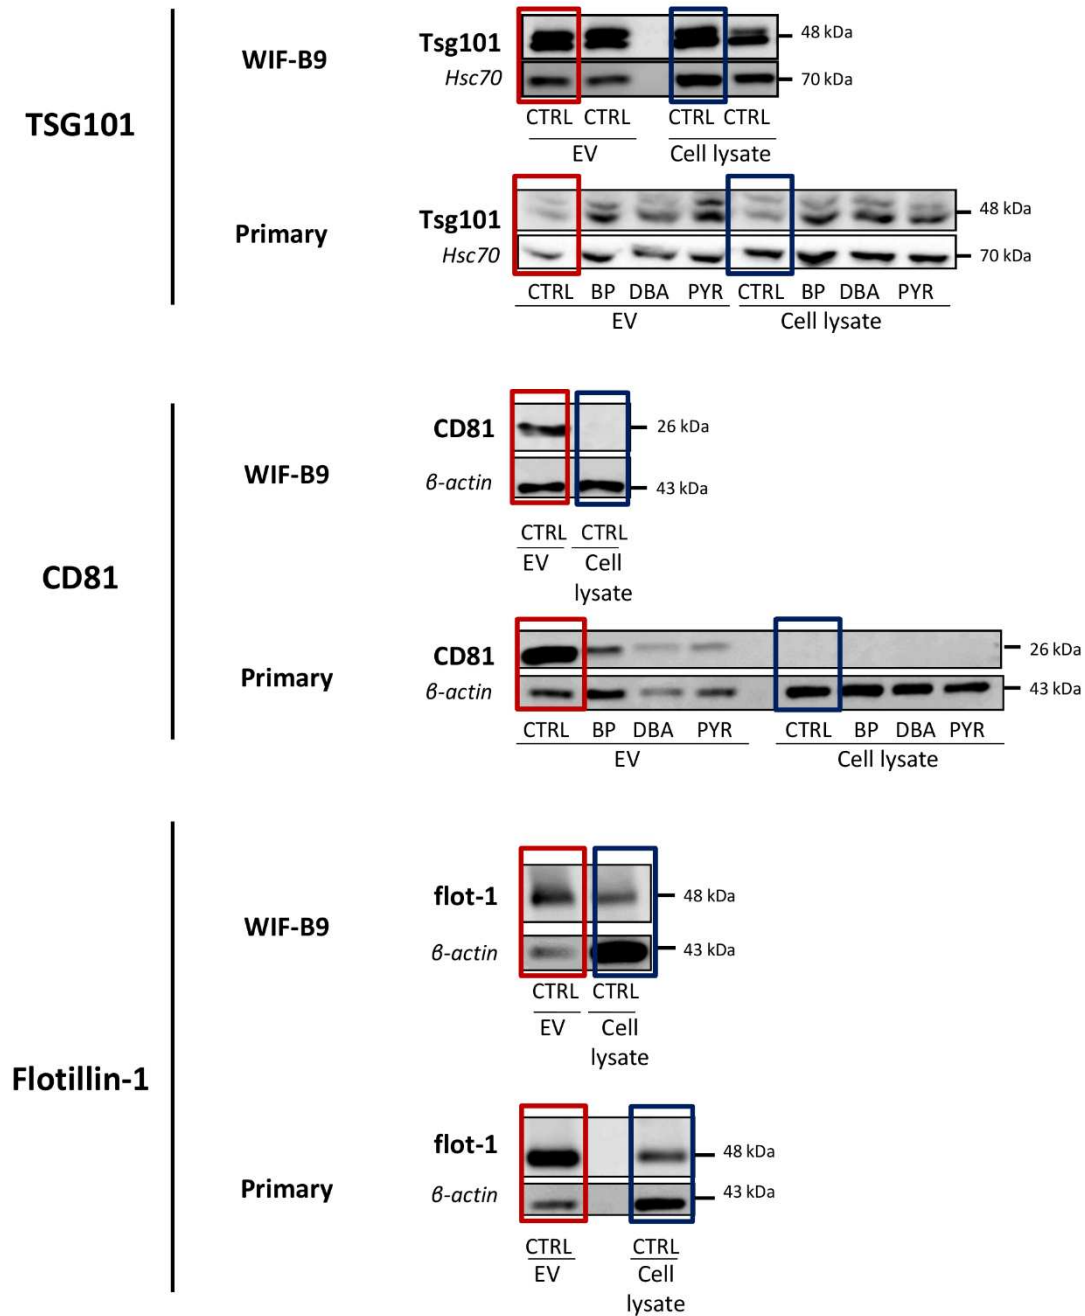 TSG101
WIF-B9
Tsg101
48 kDa
Hsc70
70 kDa
CTRL CTRL CTRL CTRL
EV Cell lysate
Primary
Tsg101
48 kDa
Hsc70
70 kDa
CTRL BP DBA PYR CTRL BP DBA PYR
EV Cell lysate
CD81
WIF-B9
CD81
26 kDa
β-actin
43 kDa
CTRL CTRL
EV Cell
lysate
Primary
CD81
26 kDa
β-actin
43 kDa
CTRL BP DBA PYR CTRL BP DBA PYR
EV Cell lysate
Flotillin-1
WIF-B9
flot-1
48 kDa
β-actin
43 kDa
CTRL CTRL
EV Cell
lysate
Primary
flot-1
48 kDa
β-actin
43 kDa
CTRL CTRL
EV Cell
lysate